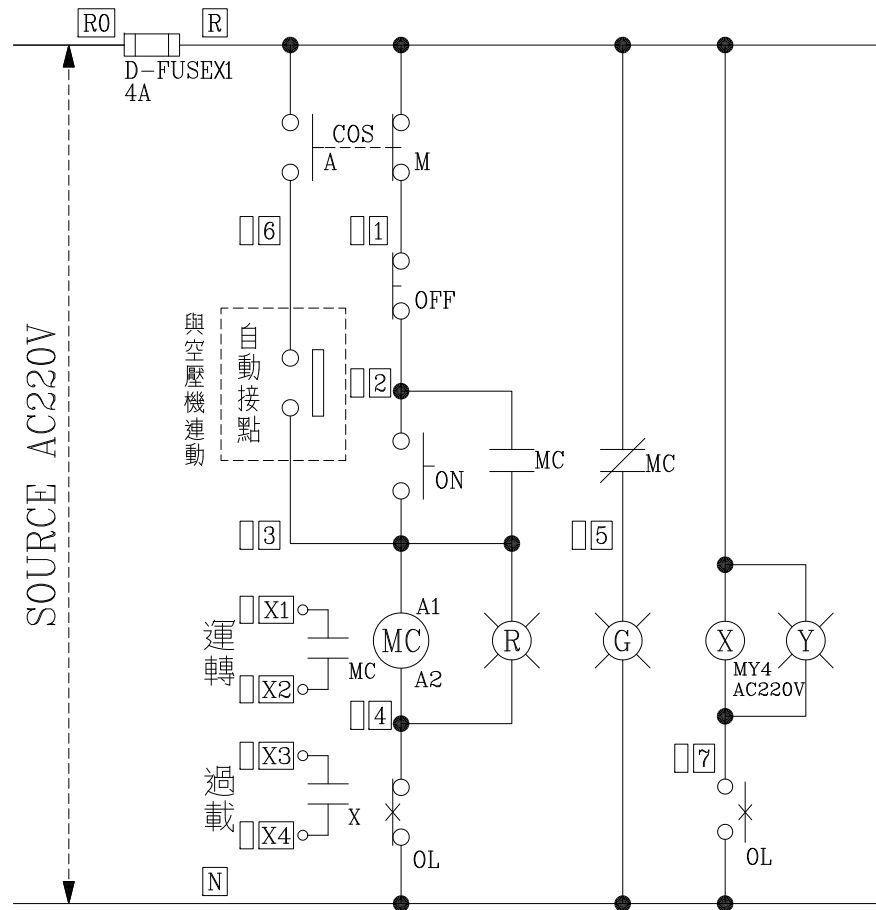 R0
R
D-FUSEX1
4A
COS
A
M
6
1
OFF
SOURCE AC220V
與空壓機連動
自動接點
2
ON
MC
MC
3
5
運轉
X1
X2
MC
A1
MC
A2
R
G
X
Y
MY4
AC220V
4
7
過載
X3
X4
X
OL
OL
N